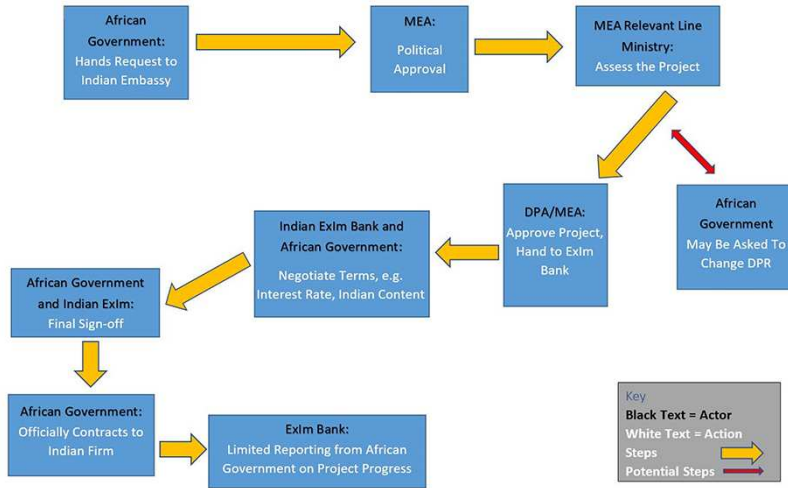 African
Government:
Hands Request to
Indian Embassy
MEA:
Political
Approval
MEA Relevant Line
Ministry:
Assess the Project
African
Government
May Be Asked To
Change DPR
DPA/MEA:
Approve Project,
Hand to ExIm
Bank
Indian ExIm Bank and
African Government:
Negotiate Terms, e.g.
Interest Rate, Indian Content
African Government
and Indian ExIm:
Final Sign-off
African Government:
Officially Contracts to
Indian Firm
ExIm Bank:
Limited Reporting from African
Government on Project Progress
Key
Black Text = Actor
White Text = Action
Steps
Potential Steps